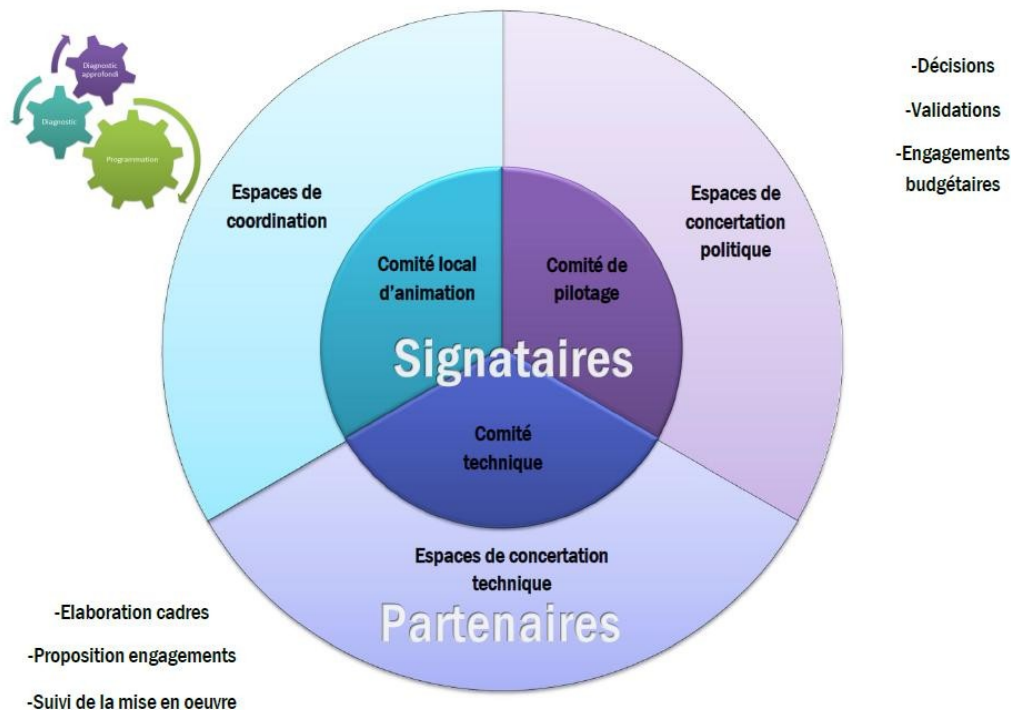 Diagnostic
approfondi
Diagnostic
Programmation
-Décisions
-Validations
-Engagements
budgétaires
Espaces de
coordination
Espaces de
concertation
politique
Comité local
d'animation
Comité de
pilotage
Signataires
Comité
technique
Espaces de concertation
technique
Partenaires
-Elaboration cadres
-Proposition engagements
-Suivi de la mise en oeuvre